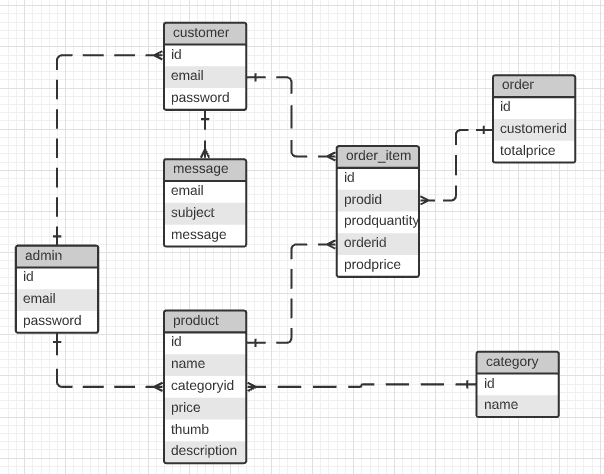 customer
id
email
password
message
email
subject
message
order_item
id
prodid
prodquantity
orderid
prodprice
order
id
customerid
totalprice
admin
id
email
password
product
id
name
categoryid
price
thumb
description
category
id
name